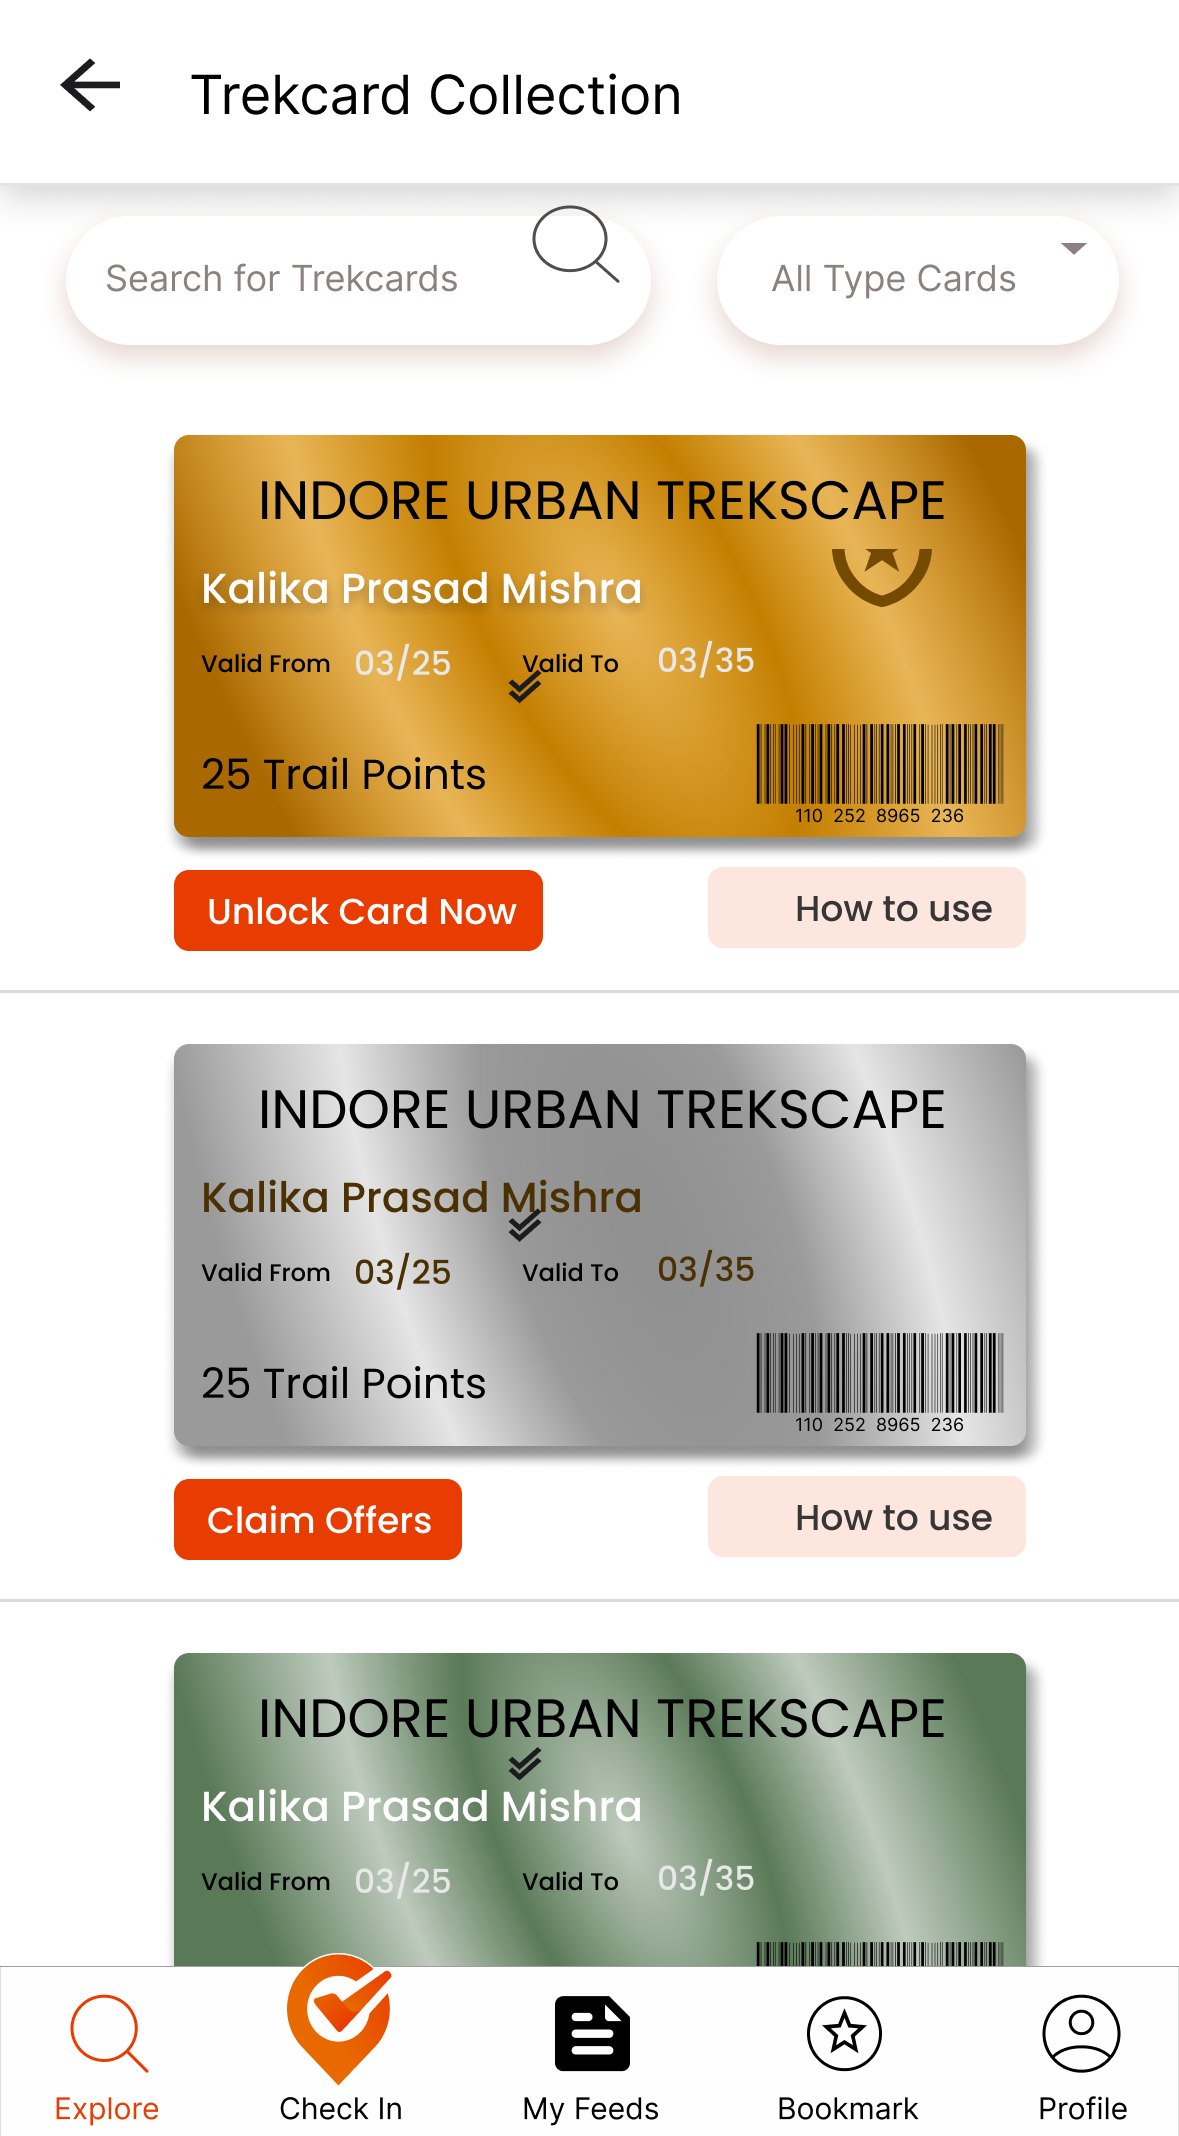 Trekcard Collection
Search for Trekcards
All Type Cards
INDORE URBAN TREKSCAPE
Kalika Prasad Mishra
Valid From 03/25 Valid To 03/35
25 Trail Points
110 252 8965 236
Unlock Card Now
How to use
INDORE URBAN TREKSCAPE
Kalika Prasad Mishra
Valid From 03/25 Valid To 03/35
25 Trail Points
110 252 8965 236
Claim Offers
How to use
INDORE URBAN TREKSCAPE
Kalika Prasad Mishra
Valid From 03/25 Valid To 03/35
Explore
Check In
My Feeds
Bookmark
Profile